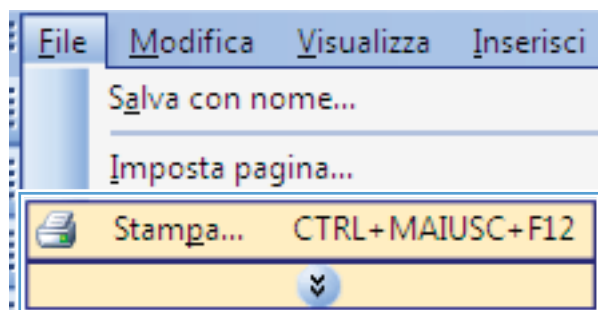 File Modifica Visualizza Inserisci
Salva con nome...
Imposta pagina...
Stampa... CTRL+MAIUSC+F12